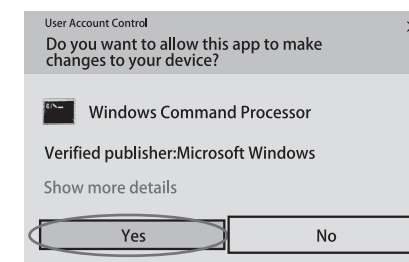 User Account Control
Do you want to allow this app to make
changes to your device?
Windows Command Processor
Verified publisher:Microsoft Windows
Show more details
Yes
No